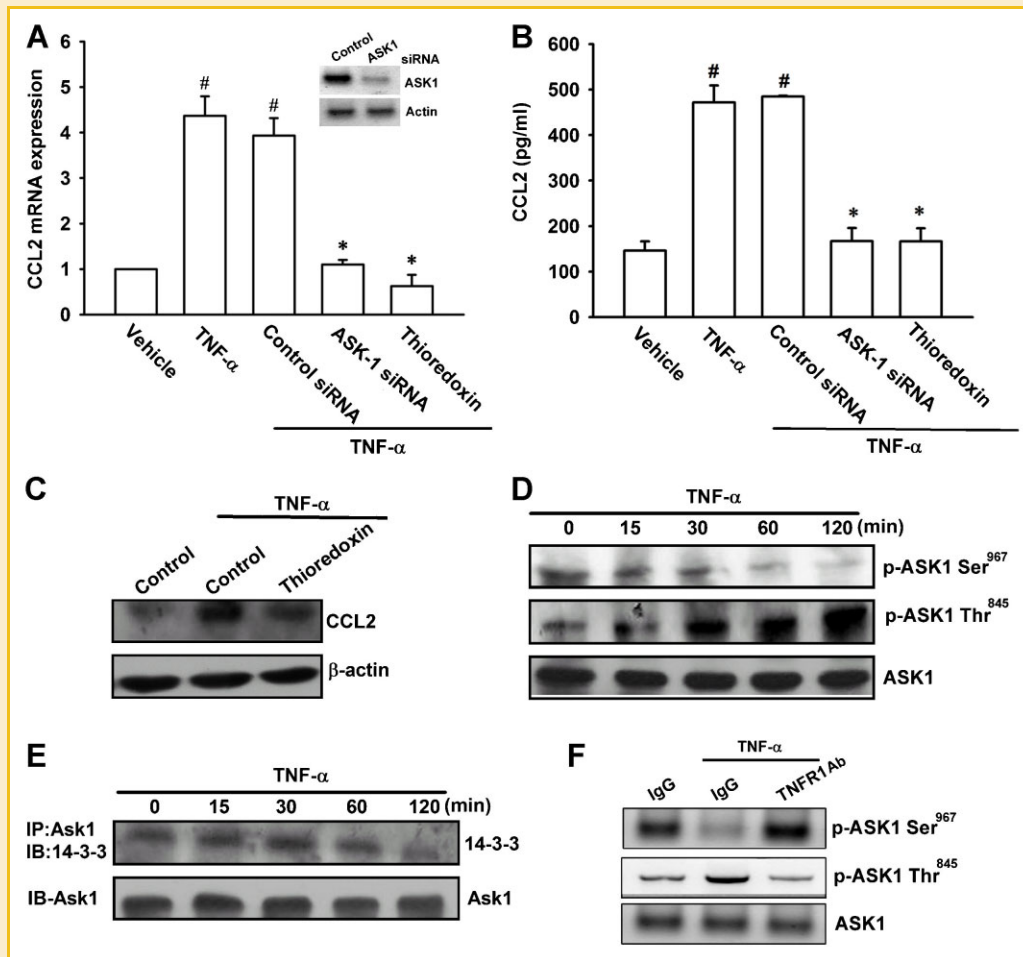 A
CCL2 mRNA expression
6
5
4
3
2
1
0
# # * *
Control ASK1 siRNA
ASK1
Actin
Vehicle TNF-α Control siRNA ASK-1 siRNA Thioredoxin
TNF-α
B
CCL2 (pg/ml)
600
500
400
300
200
100
0
# # * *
Vehicle TNF-α Control siRNA ASK-1 siRNA Thioredoxin
TNF-α
C
TNF-α
Control Control Thioredoxin
CCL2
β-actin
D
TNF-α
0 15 30 60 120 (min)
p-ASK1 Ser967
p-ASK1 Thr845
ASK1
E
TNF-α
0 15 30 60 120 (min)
IP:Ask1
IB:14-3-3
14-3-3
IB-Ask1 Ask1
F
TNF-α
IgG IgG TNFR1Ab
p-ASK1 Ser967
p-ASK1 Thr845
ASK1